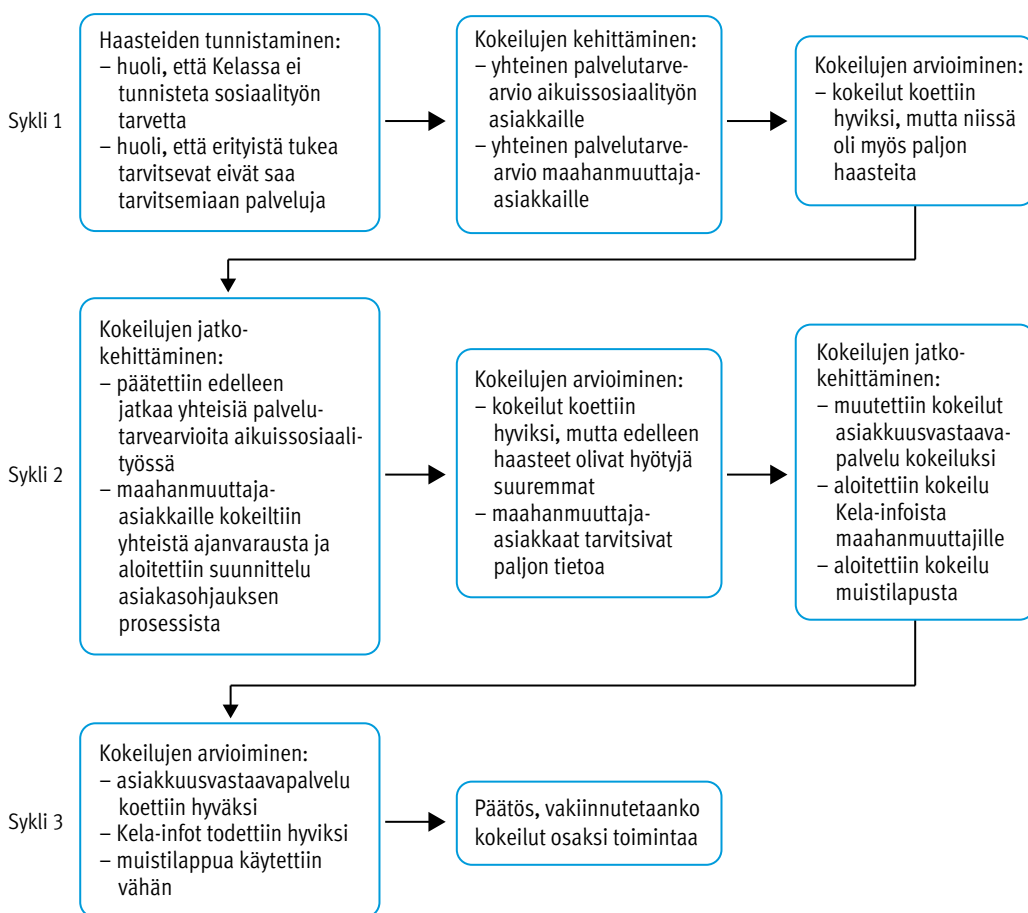 Sykli 1
Haasteiden tunnistaminen:
– huoli, että Kelassa ei
tunnisteta sosiaalityön
tarvetta
– huoli, että erityistä tukea
tarvitsevat eivät saa
tarvitsemiaan palveluja
Kokeilujen kehittäminen:
– yhteinen palvelutarve-
arvio aikuissosiaalityön
asiakkaille
– yhteinen palvelutarve-
arvio maahanmuuttaja-
asiakkaille
Kokeilujen arvioiminen:
– kokeilut koettiin
hyviksi, mutta niissä
oli myös paljon
haasteita
Sykli 2
Kokeilujen jatko-
kehittäminen:
– päätettiin edelleen
jatkaa yhteisiä palvelu-
tarvearvioita aikuissosiaali-
työssä
– maahanmuuttaja-
asiakkaille kokeiltiin
yhteistä ajanvarausta ja
aloitettiin suunnittelu
asiakasohjauksen
prosessista
Kokeilujen arvioiminen:
– kokeilut koettiin
hyviksi, mutta edelleen
haasteet olivat hyötyjä
suuremmat
– maahanmuuttaja-
asiakkaat tarvitsivat
paljon tietoa
Kokeilujen jatko-
kehittäminen:
– muutettiin kokeilut
asiakkuusvastaava-
palvelu kokeiluksi
– aloitettiin kokeilu
Kela-infoista
maahanmuuttajille
– aloitettiin kokeilu
muistilapusta
Sykli 3
Kokeilujen arvioiminen:
– asiakkuusvastaavapalvelu
koettiin hyväksi
– Kela-infot todettiin hyviksi
– muistilappua käytettiin
vähän
Päätös, vakiinnutetaanko
kokeilut osaksi toimintaa